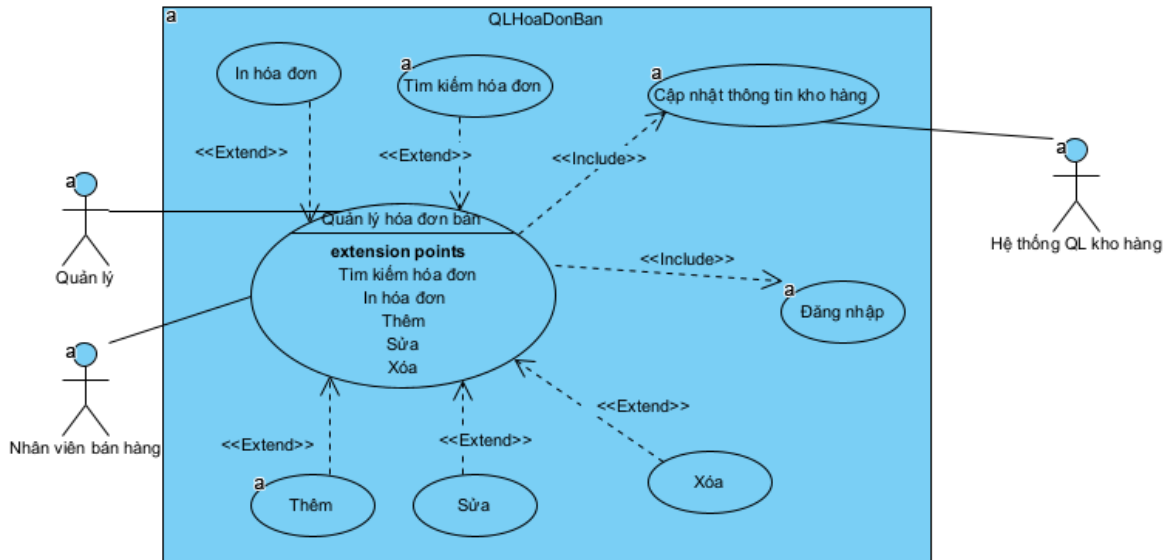 a
QLHoaDonBan
In hóa đơn
a
Tìm kiếm hóa đơn
a
Cập nhật thông tin kho hàng
<<Extend>>
<<Extend>>
<<Include>>
a
Quản lý
a
Hệ thống QL kho hàng
Quản lý hóa đơn bán
extension points
Tìm kiếm hóa đơn
In hóa đơn
Thêm
Sửa
Xóa
<<Include>>
a
Đăng nhập
a
Nhân viên bán hàng
<<Extend>>
<<Extend>>
<<Extend>>
a
Thêm
Sửa
Xóa